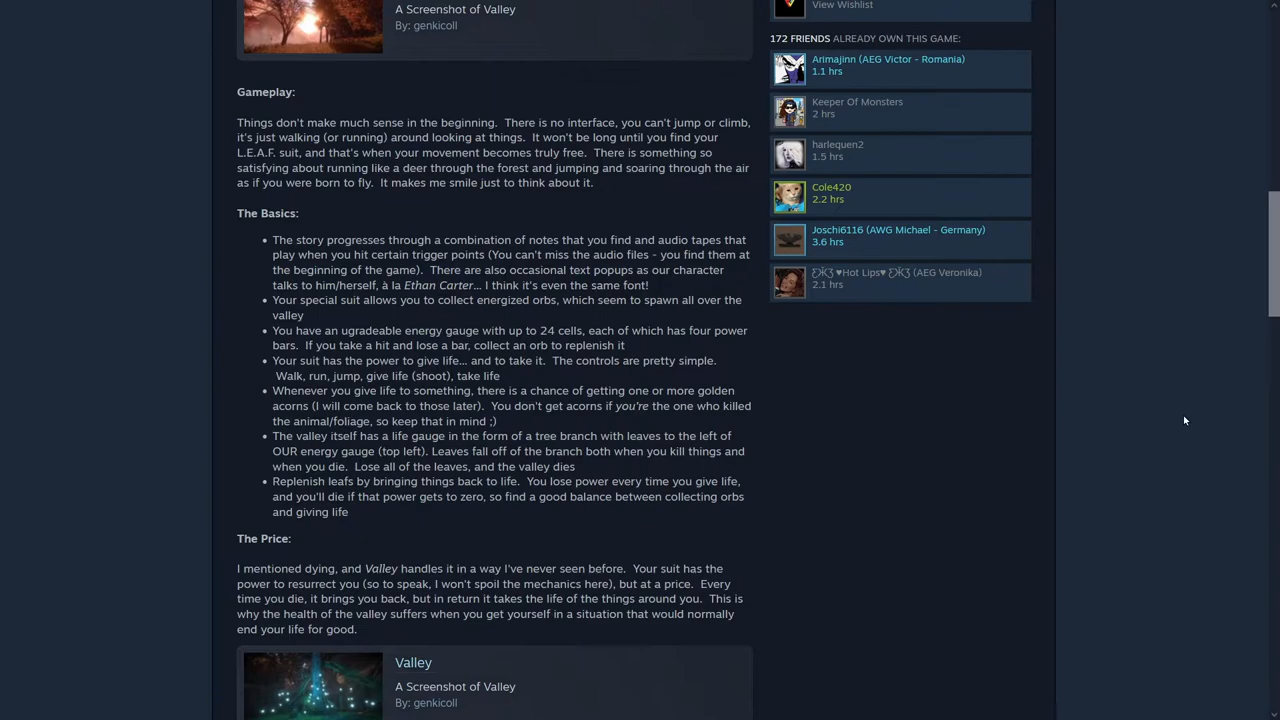 A Screenshot of Valley
By: genkicoll
View Wishlist
172 FRIENDS ALREADY OWN THIS GAME:
Arimajinn (AEG Victor - Romania)
1.1 hrs
Keeper Of Monsters
2 hrs
harlequen2
1.5 hrs
Cole420
2.2 hrs
Joschi6116 (AWG Michael - Germany)
3.6 hrs
Ƹ̵̡Ӝ̵̨̄Ʒ ♥Hot Lips♥ Ƹ̵̡Ӝ̵̨̄Ʒ (AEG Veronika)
2.1 hrs
Gameplay:
Things don't make much sense in the beginning.  There is no interface, you can't jump or climb,
it's just walking (or running) around looking at things.  It won't be long until you find your
L.E.A.F. suit, and that's when your movement becomes truly free.  There is something so
satisfying about running like a deer through the forest and jumping and soaring through the air
as if you were born to fly.  It makes me smile just to think about it.
The Basics:
• The story progresses through a combination of notes that you find and audio tapes that
play when you hit certain trigger points (You can't miss the audio files - you find them at
the beginning of the game).  There are also occasional text popups as our character
talks to him/herself, à la Ethan Carter... I think it's even the same font!
• Your special suit allows you to collect energized orbs, which seem to spawn all over the
valley
• You have an ugradeable energy gauge with up to 24 cells, each of which has four power
bars.  If you take a hit and lose a bar, collect an orb to replenish it
• Your suit has the power to give life... and to take it.  The controls are pretty simple.
Walk, run, jump, give life (shoot), take life
• Whenever you give life to something, there is a chance of getting one or more golden
acorns (I will come back to those later).  You don't get acorns if you're the one who killed
the animal/foliage, so keep that in mind ;)
• The valley itself has a life gauge in the form of a tree branch with leaves to the left of
OUR energy gauge (top left). Leaves fall off of the branch both when you kill things and
when you die.  Lose all of the leaves, and the valley dies
• Replenish leafs by bringing things back to life.  You lose power every time you give life,
and you'll die if that power gets to zero, so find a good balance between collecting orbs
and giving life
The Price:
I mentioned dying, and Valley handles it in a way I've never seen before.  Your suit has the
power to resurrect you (so to speak, I won't spoil the mechanics here), but at a price.  Every
time you die, it brings you back, but in return it takes the life of the things around you.  This is
why the health of the valley suffers when you get yourself in a situation that would normally
end your life for good.
Valley
A Screenshot of Valley
By: genkicoll